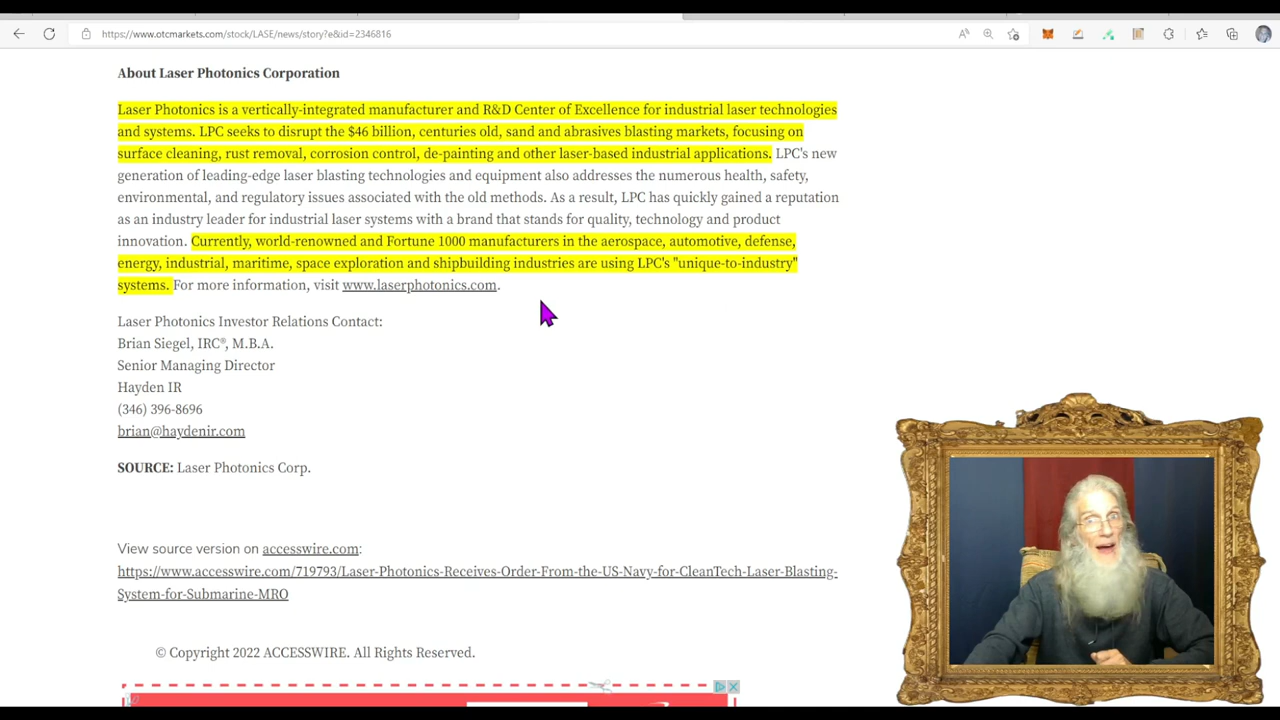 https://www.otcmarkets.com/stock/LASE/news/story?e&id=2346816
About Laser Photonics Corporation
Laser Photonics is a vertically-integrated manufacturer and R&D Center of Excellence for industrial laser technologies
and systems. LPC seeks to disrupt the $46 billion, centuries old, sand and abrasives blasting markets, focusing on
surface cleaning, rust removal, corrosion control, de-painting and other laser-based industrial applications. LPC's new
generation of leading-edge laser blasting technologies and equipment also addresses the numerous health, safety,
environmental, and regulatory issues associated with the old methods. As a result, LPC has quickly gained a reputation
as an industry leader for industrial laser systems with a brand that stands for quality, technology and product
innovation. Currently, world-renowned and Fortune 1000 manufacturers in the aerospace, automotive, defense,
energy, industrial, maritime, space exploration and shipbuilding industries are using LPC's "unique-to-industry"
systems. For more information, visit www.laserphotonics.com.
Laser Photonics Investor Relations Contact:
Brian Siegel, IRC®, M.B.A.
Senior Managing Director
Hayden IR
(346) 396-8696
brian@haydenir.com
SOURCE: Laser Photonics Corp.
View source version on accesswire.com:
https://www.accesswire.com/719793/Laser-Photonics-Receives-Order-From-the-US-Navy-for-CleanTech-Laser-Blasting-
System-for-Submarine-MRO
© Copyright 2022 ACCESSWIRE. All Rights Reserved.